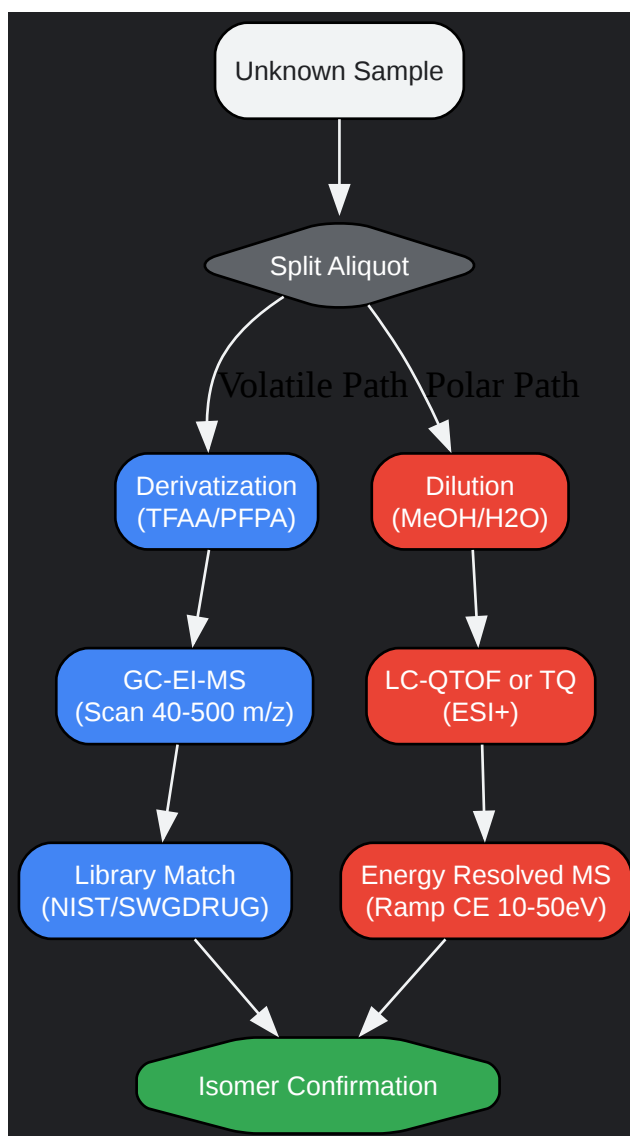 Unknown Sample
Split Aliquot
Volatile Path
Polar Path
Derivatization
(TFAA/PFPA)
Dilution
(MeOH/H2O)
GC-EI-MS
(Scan 40-500 m/z)
LC-QTOF or TQ
(ESI+)
Library Match
(NIST/SWGDRUG)
Energy Resolved MS
(Ramp CE 10-50eV)
Isomer Confirmation